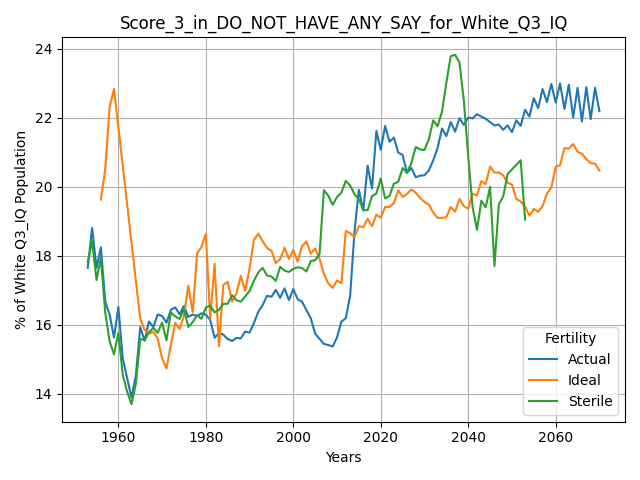 Score_3_in_DO_NOT_HAVE_ANY_SAY_for_White_Q3_IQ
% of White Q3_IQ Population
24
22
20
18
16
14
1960
1980
2000
2020
2040
2060
Years
Fertility
Actual
Ideal
Sterile